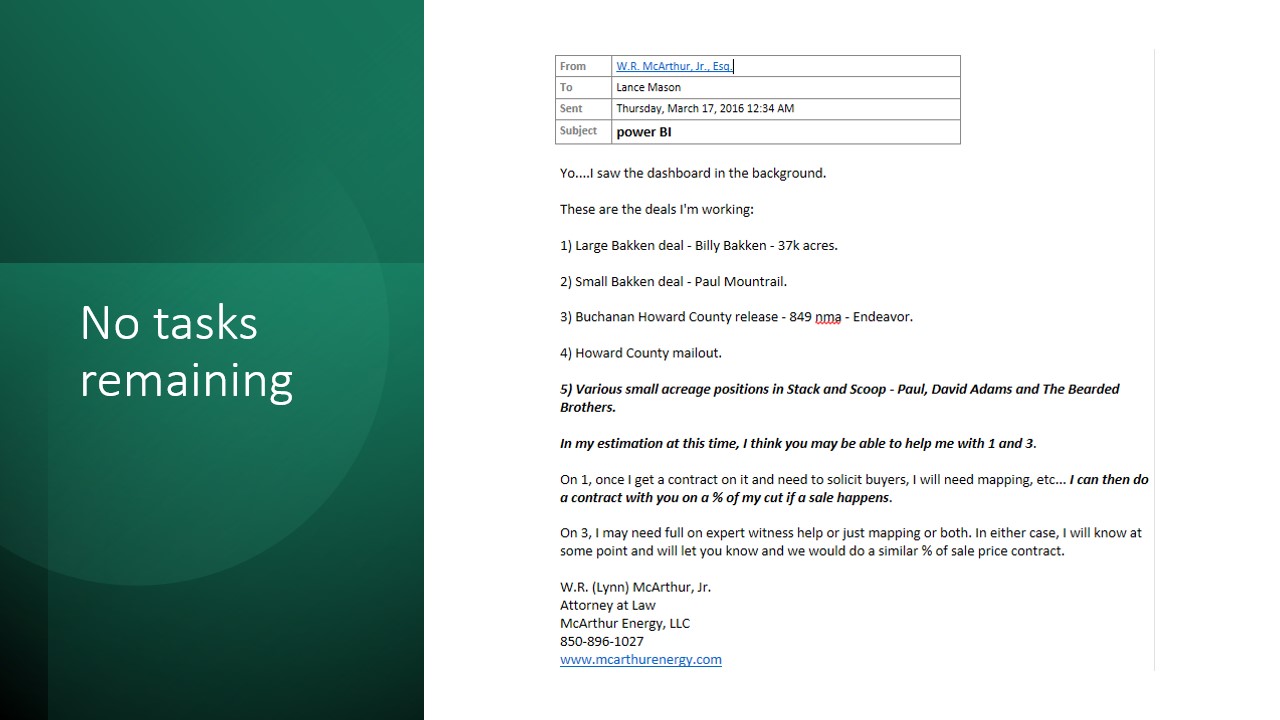 No tasks
remaining
From W.R. McArthur, Jr., Esq.
To Lance Mason
Sent Thursday, March 17, 2016 12:34 AM
Subject power BI
Yo....I saw the dashboard in the background.
These are the deals I'm working:
1) Large Bakken deal - Billy Bakken - 37k acres.
2) Small Bakken deal - Paul Mountrail.
3) Buchanan Howard County release - 849 nma - Endeavor.
4) Howard County mailout.
5) Various small acreage positions in Stack and Scoop - Paul, David Adams and The Bearded
Brothers.
In my estimation at this time, I think you may be able to help me with 1 and 3.
On 1, once I get a contract on it and need to solicit buyers, I will need mapping, etc... I can then do
a contract with you on a % of my cut if a sale happens.
On 3, I may need full on expert witness help or just mapping or both. In either case, I will know at
some point and will let you know and we would do a similar % of sale price contract.
W.R. (Lynn) McArthur, Jr.
Attorney at Law
McArthur Energy, LLC
850-896-1027
www.mcarthurenergy.com